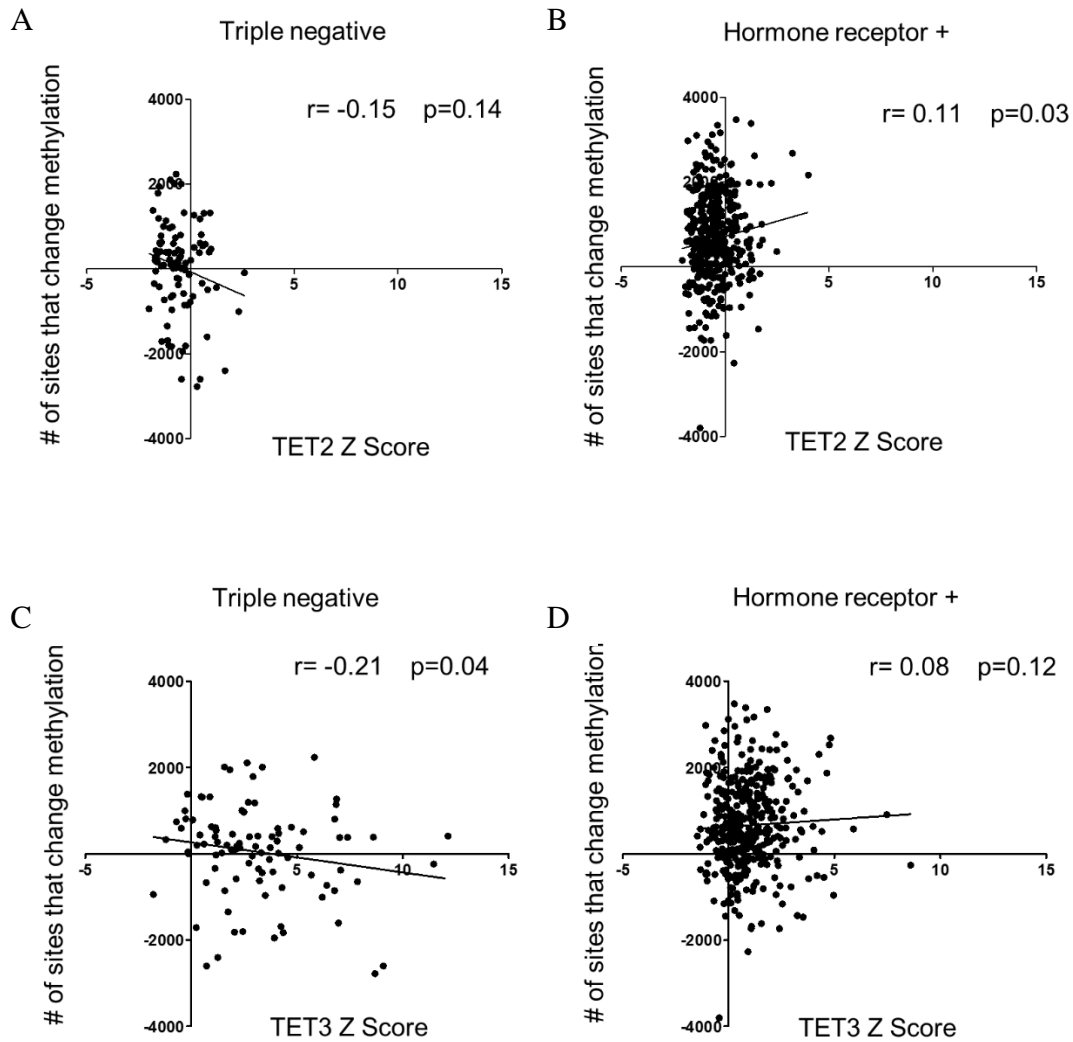 A
Triple negative
r= -0.15 p=0.14
# of sites that change methylation
4000
2000
-5
5
10
15
-2000
-4000
TET2 Z Score
B
Hormone receptor +
r= 0.11 p=0.03
# of sites that change methylation
4000
2000
-5
5
10
15
-2000
-4000
TET2 Z Score
C
Triple negative
r= -0.21 p=0.04
# of sites that change methylation
4000
2000
-5
5
10
15
-2000
-4000
TET3 Z Score
D
Hormone receptor +
r= 0.08 p=0.12
# of sites that change methylation
4000
2000
-5
5
10
15
-2000
-4000
TET3 Z Score